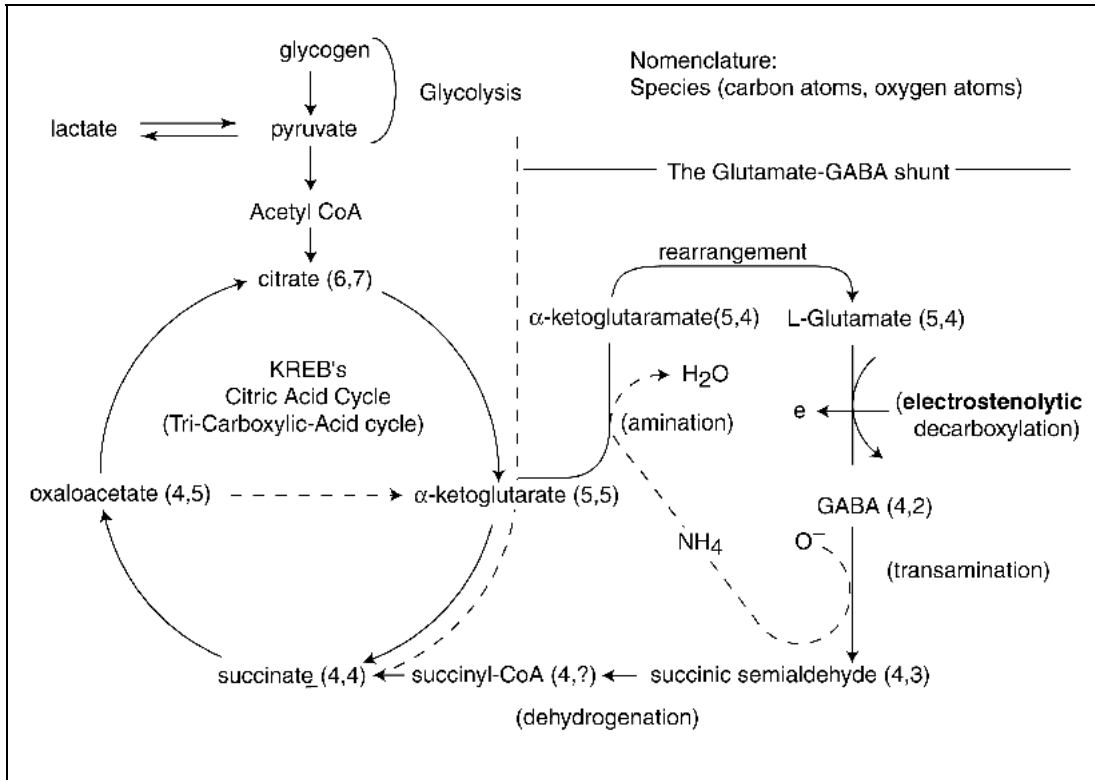 glycogen
Glycolysis
lactate
pyruvate
Acetyl CoA
Nomenclature:
Species (carbon atoms, oxygen atoms)
The Glutamate-GABA shunt
citrate (6,7)
KREB's
Citric Acid Cycle
(Tri-Carboxylic-Acid cycle)
oxaloacetate (4,5)
α-ketoglutarate (5,5)
succinate (4,4)
rearrangement
α-ketoglutaramate(5,4)
L-Glutamate (5,4)
H2O
(amination)
e
(electrostenolytic
decarboxylation)
GABA (4,2)
NH4
O−
(transamination)
succinyl-CoA (4,?)
succinic semialdehyde (4,3)
(dehydrogenation)